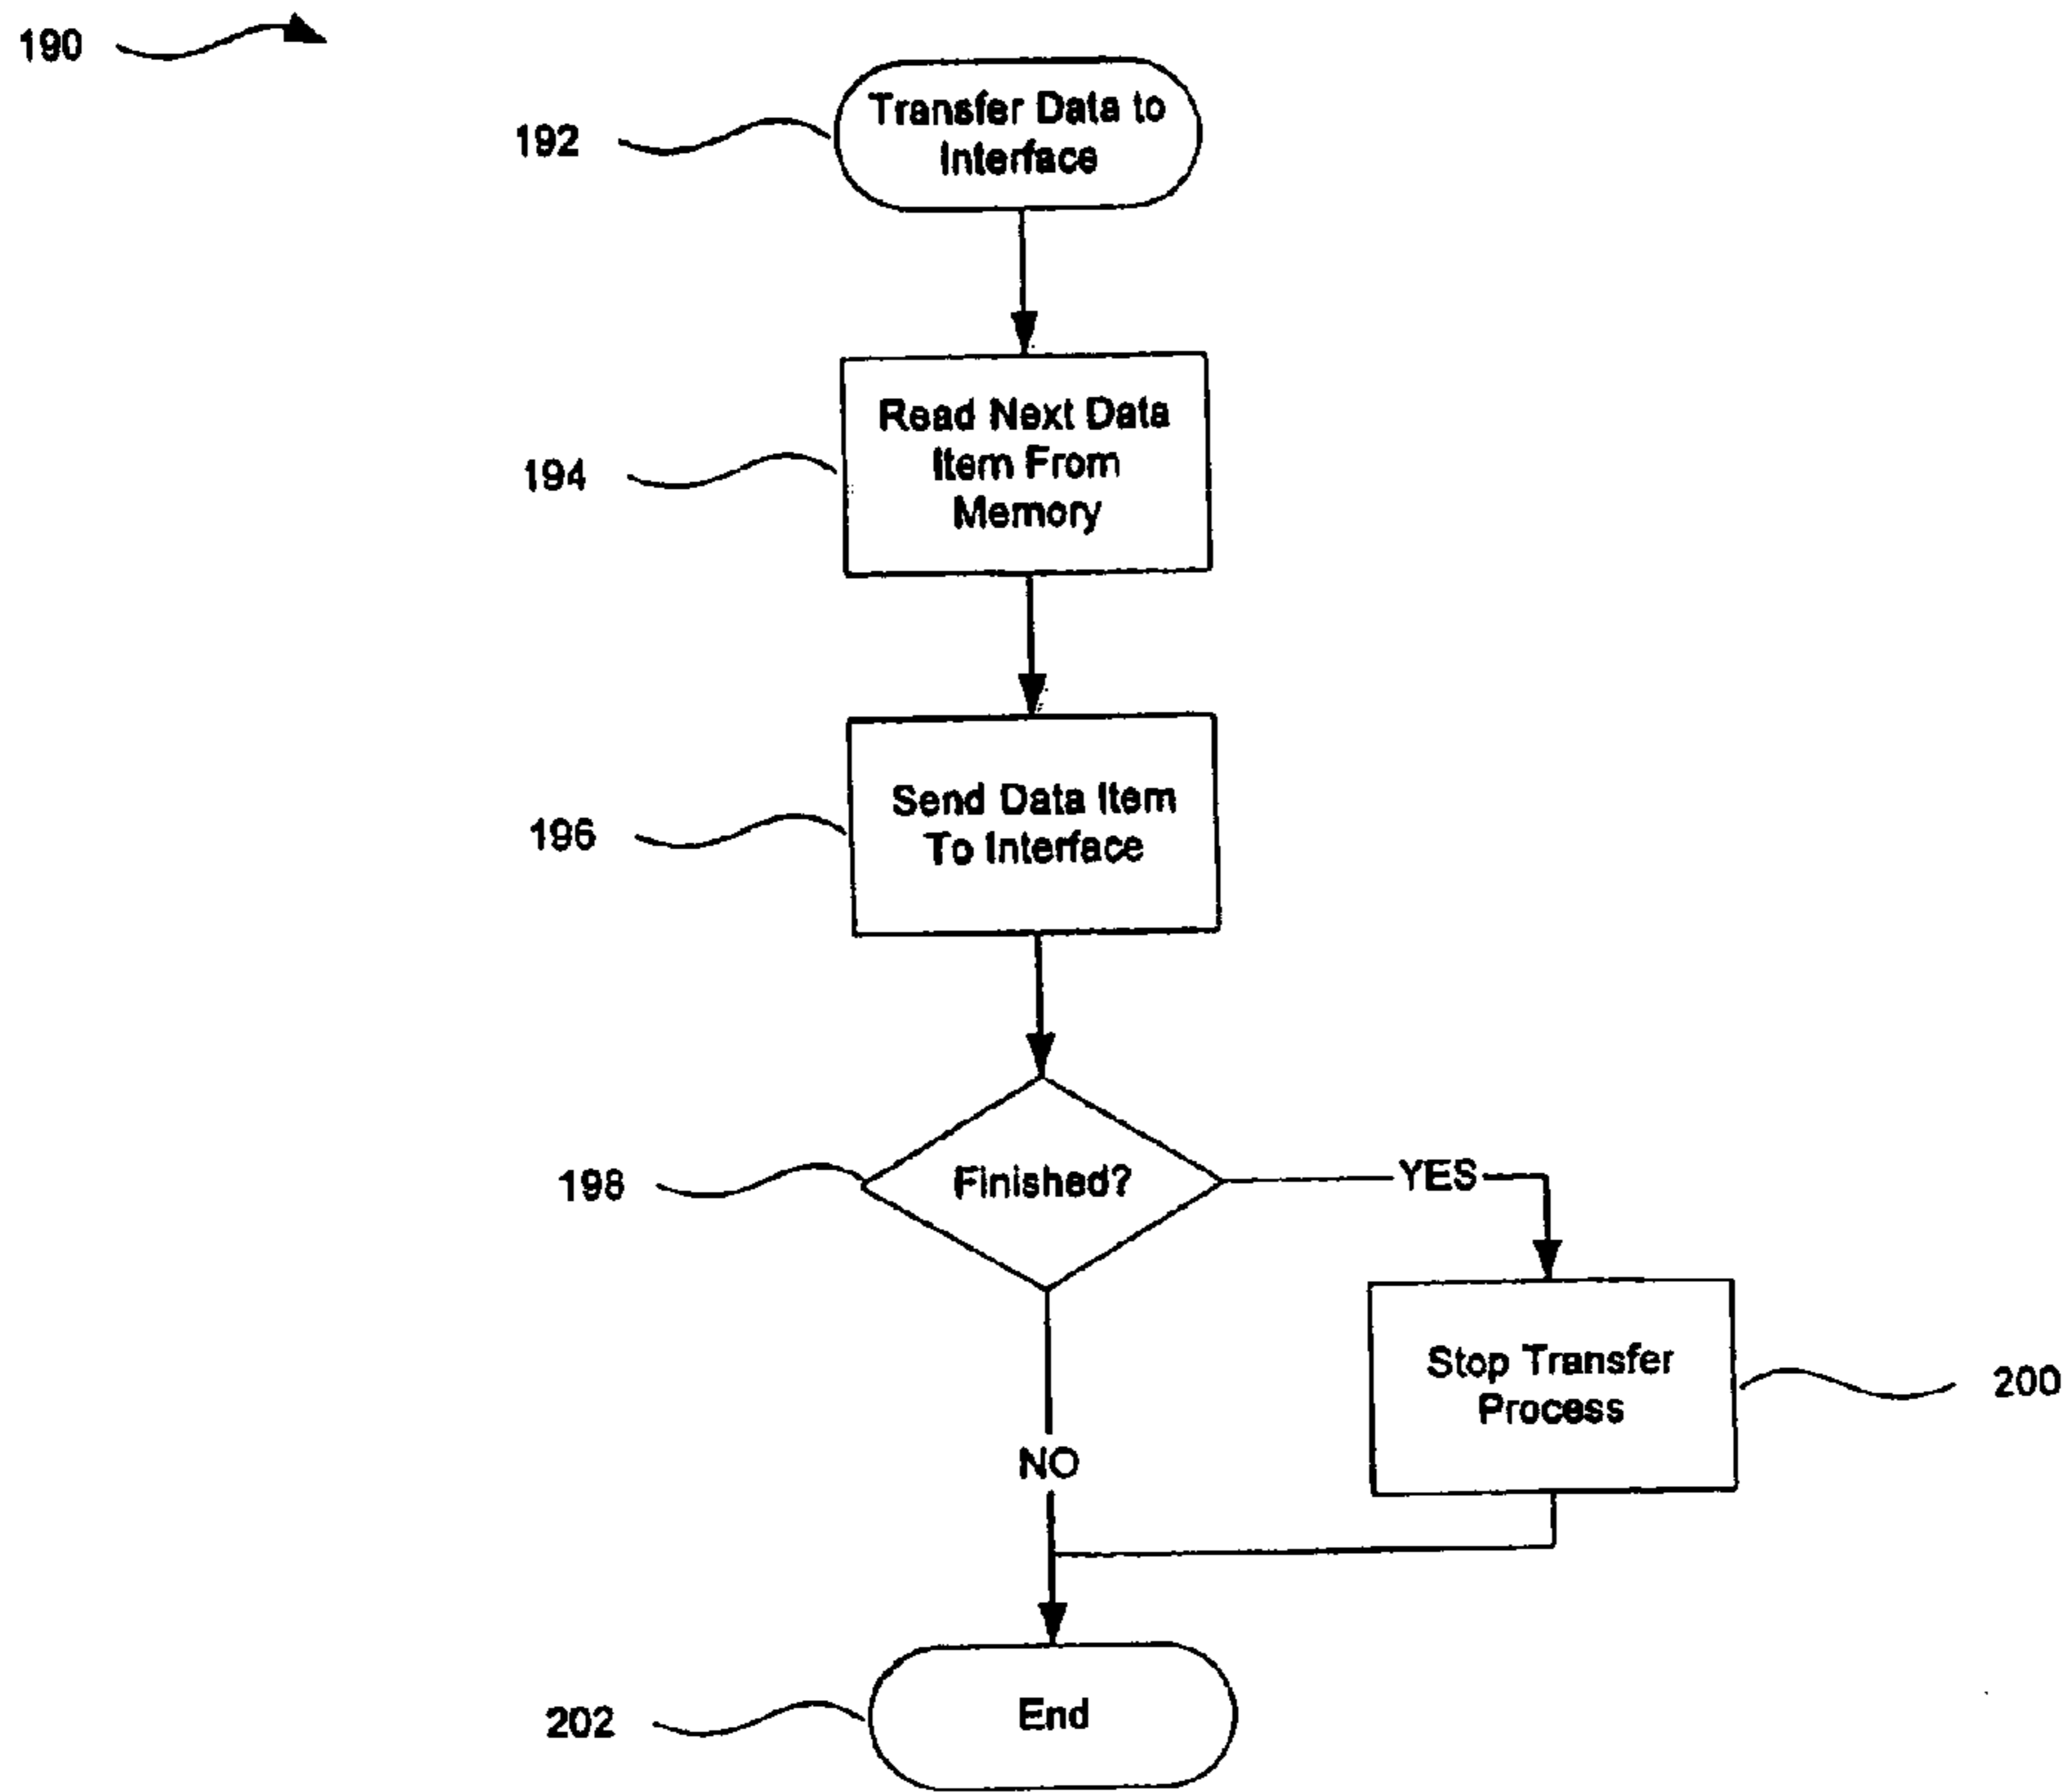 190
192
Transfer Data to
Interface
194
Read Next Data
Item From
Memory
196
Send Data Item
To Interface
198
Finished?
YES
Stop Transfer
Process
200
NO
202
End